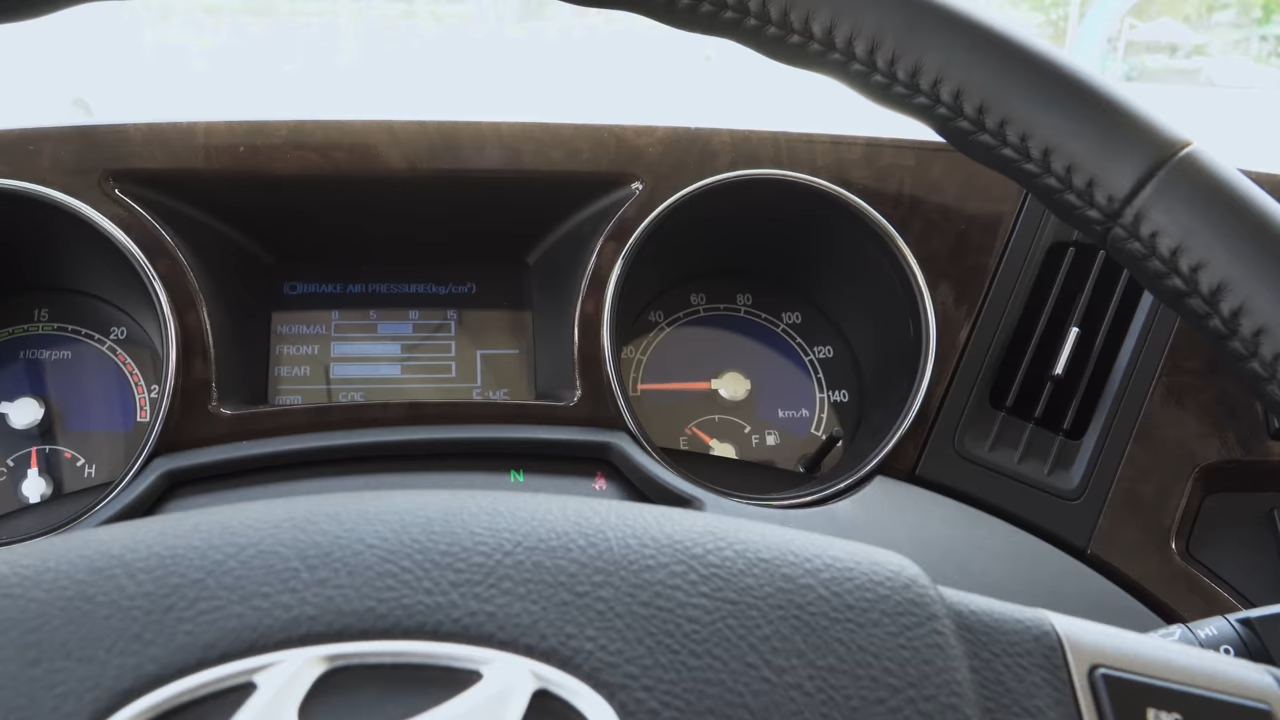 BRAKE AIR PRESSURE(kg/cm²)
0 5 10 15
NORMAL
FRONT
REAR
15
20
x100rpm
C
H
20
40
60
80
100
120
140
km/h
E
F
N
HI